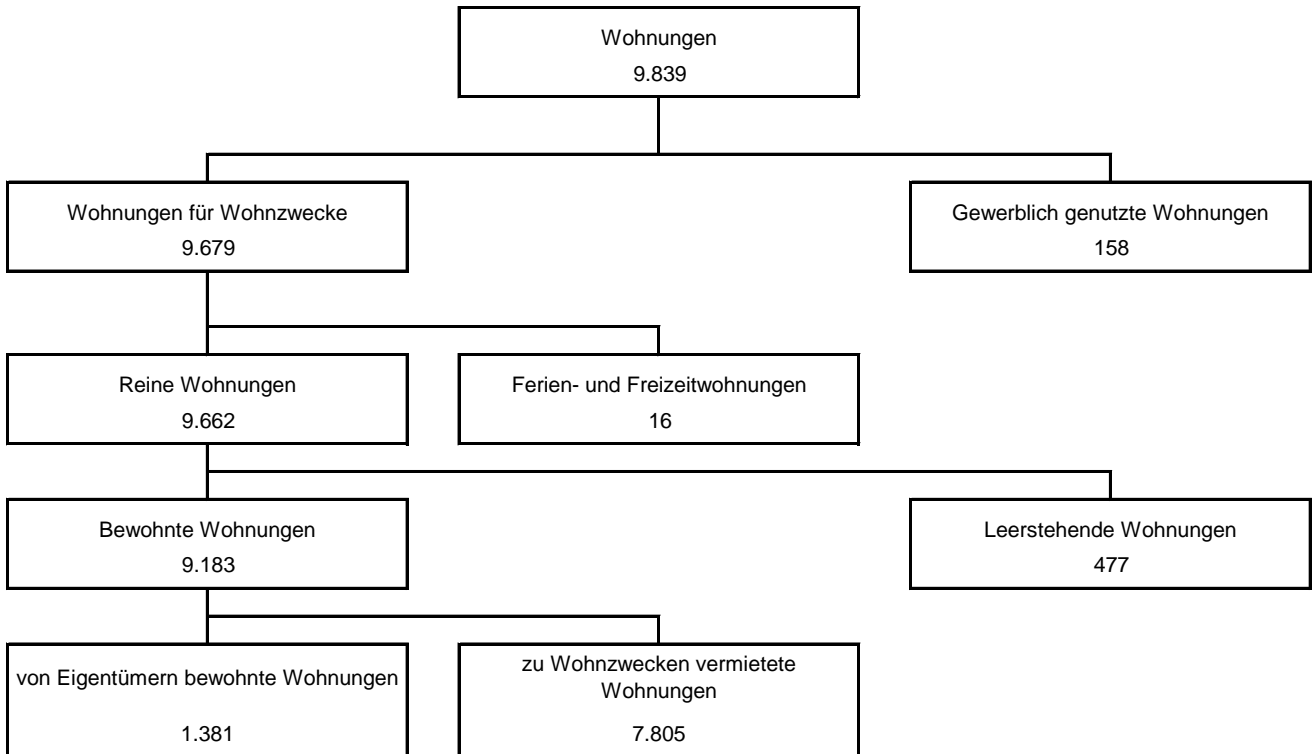 Wohnungen
9.839
Wohnungen für Wohnzwecke
9.679
Gewerblich genutzte Wohnungen
158
Reine Wohnungen
9.662
Ferien- und Freizeitwohnungen
16
Bewohnte Wohnungen
9.183
Leerstehende Wohnungen
477
von Eigentümern bewohnte Wohnungen
1.381
zu Wohnzwecken vermietete
Wohnungen
7.805